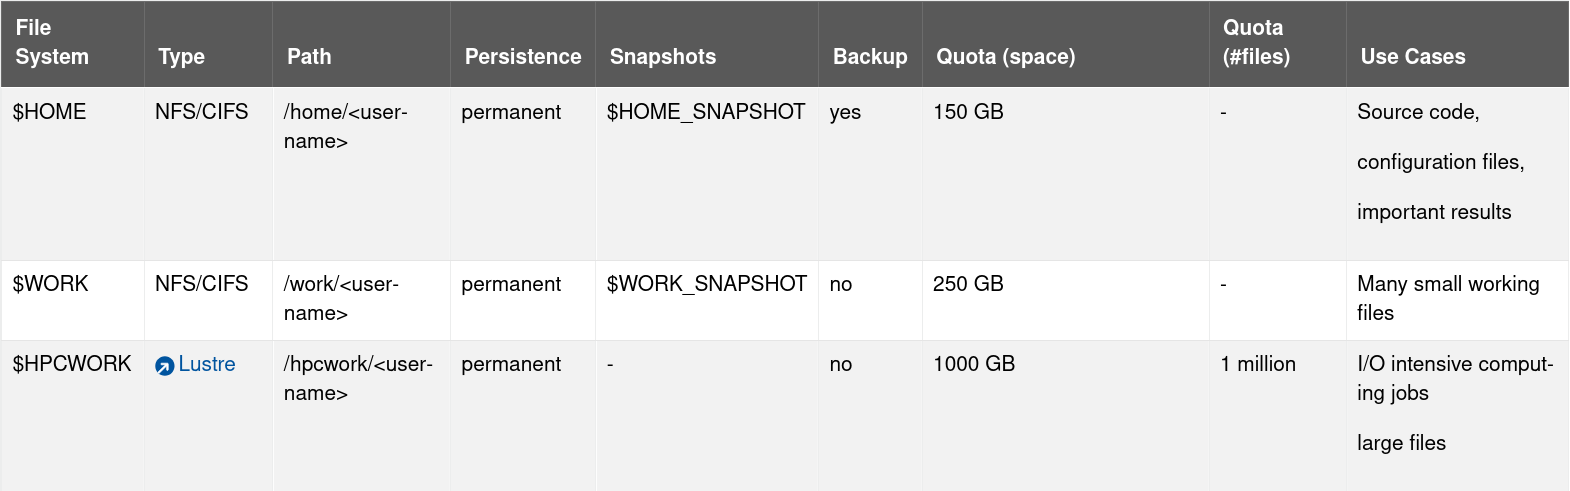 File System Type Path Persistence Snapshots Backup Quota (space) Quota (#files) Use Cases
$HOME NFS/CIFS /home/<user- permanent $HOME_SNAPSHOT yes 150 GB - Source code,
name>
configuration files,
important results
$WORK NFS/CIFS /work/<user- permanent $WORK_SNAPSHOT no 250 GB - Many small working
name> files
$HPCWORK Lustre /hpcwork/<user- permanent - no 1000 GB 1 million I/O intensive comput-
name> ing jobs
large files